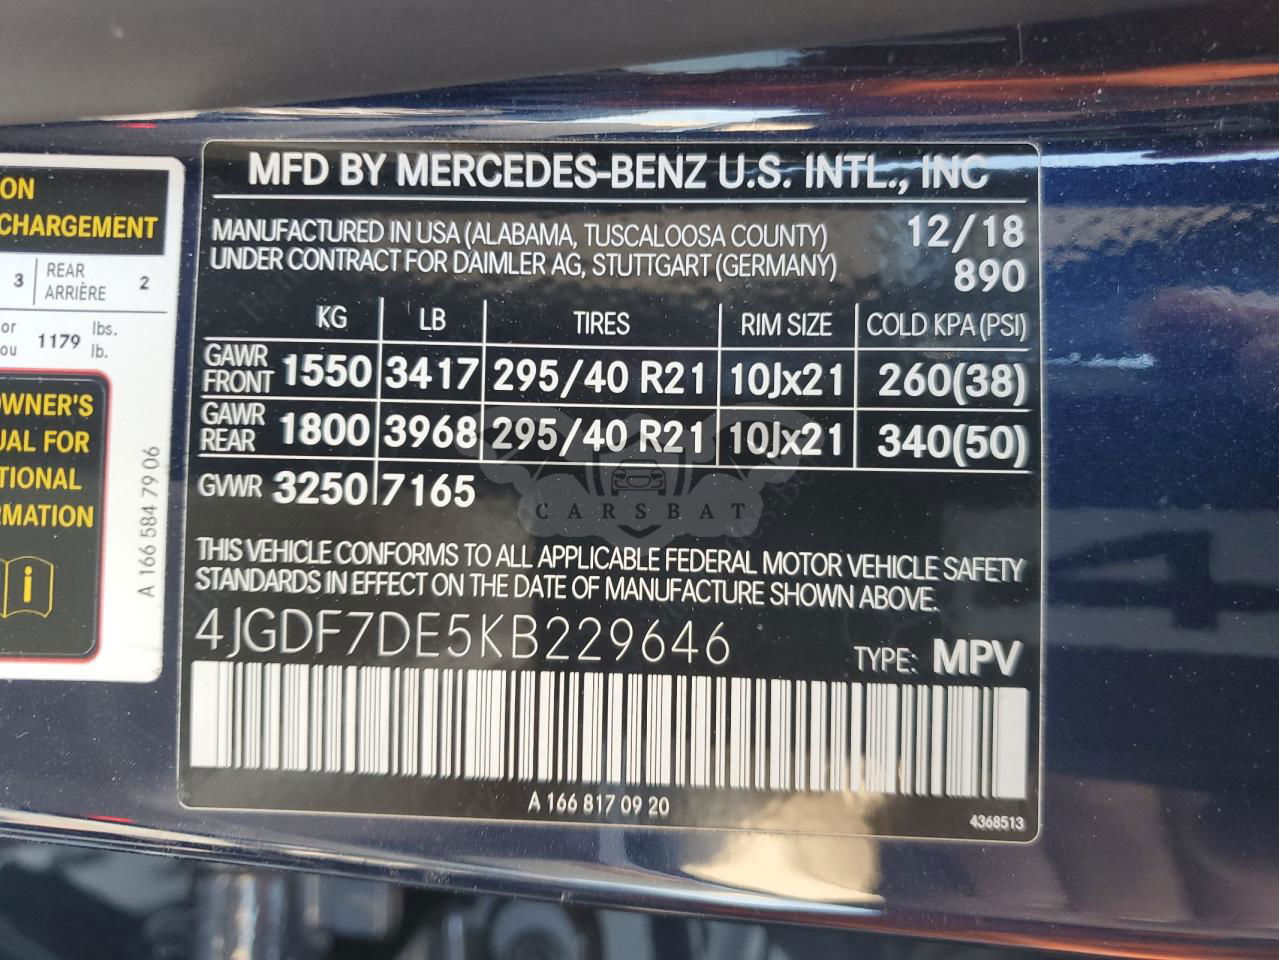 ON
CHARGEMENT
3 REAR ARRIÈRE 2
or
ou 1179 lbs. lb.
OWNER'S
UAL FOR
TIONAL
RMATION
i
A 166 584 79 06
MFD BY MERCEDES-BENZ U.S. INTL., INC
MANUFACTURED IN USA (ALABAMA, TUSCALOOSA COUNTY) 12/18
UNDER CONTRACT FOR DAIMLER AG, STUTTGART (GERMANY) 890
KG LB TIRES RIM SIZE COLD KPA (PSI)
GAWR FRONT 1550 3417 295/40 R21 10Jx21 260(38)
GAWR REAR 1800 3968 295/40 R21 10Jx21 340(50)
GVWR 3250 7165
CARSBAT
THIS VEHICLE CONFORMS TO ALL APPLICABLE FEDERAL MOTOR VEHICLE SAFETY
STANDARDS IN EFFECT ON THE DATE OF MANUFACTURE SHOWN ABOVE.
4JGDF7DE5KB229646 TYPE: MPV
A 166 817 09 20
4368513